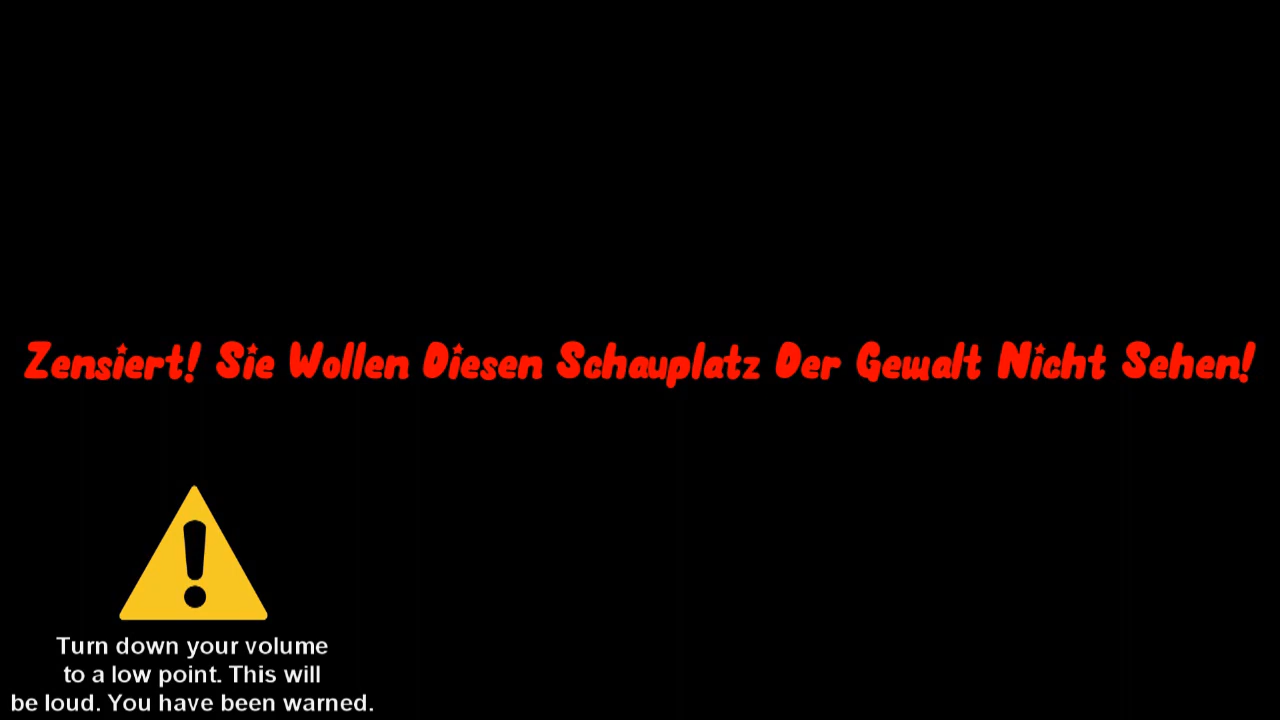 Zensiert! Sie Wollen Diesen Schauplatz Der Gewalt Nicht Sehen!
Turn down your volume
to a low point. This will
be loud. You have been warned.